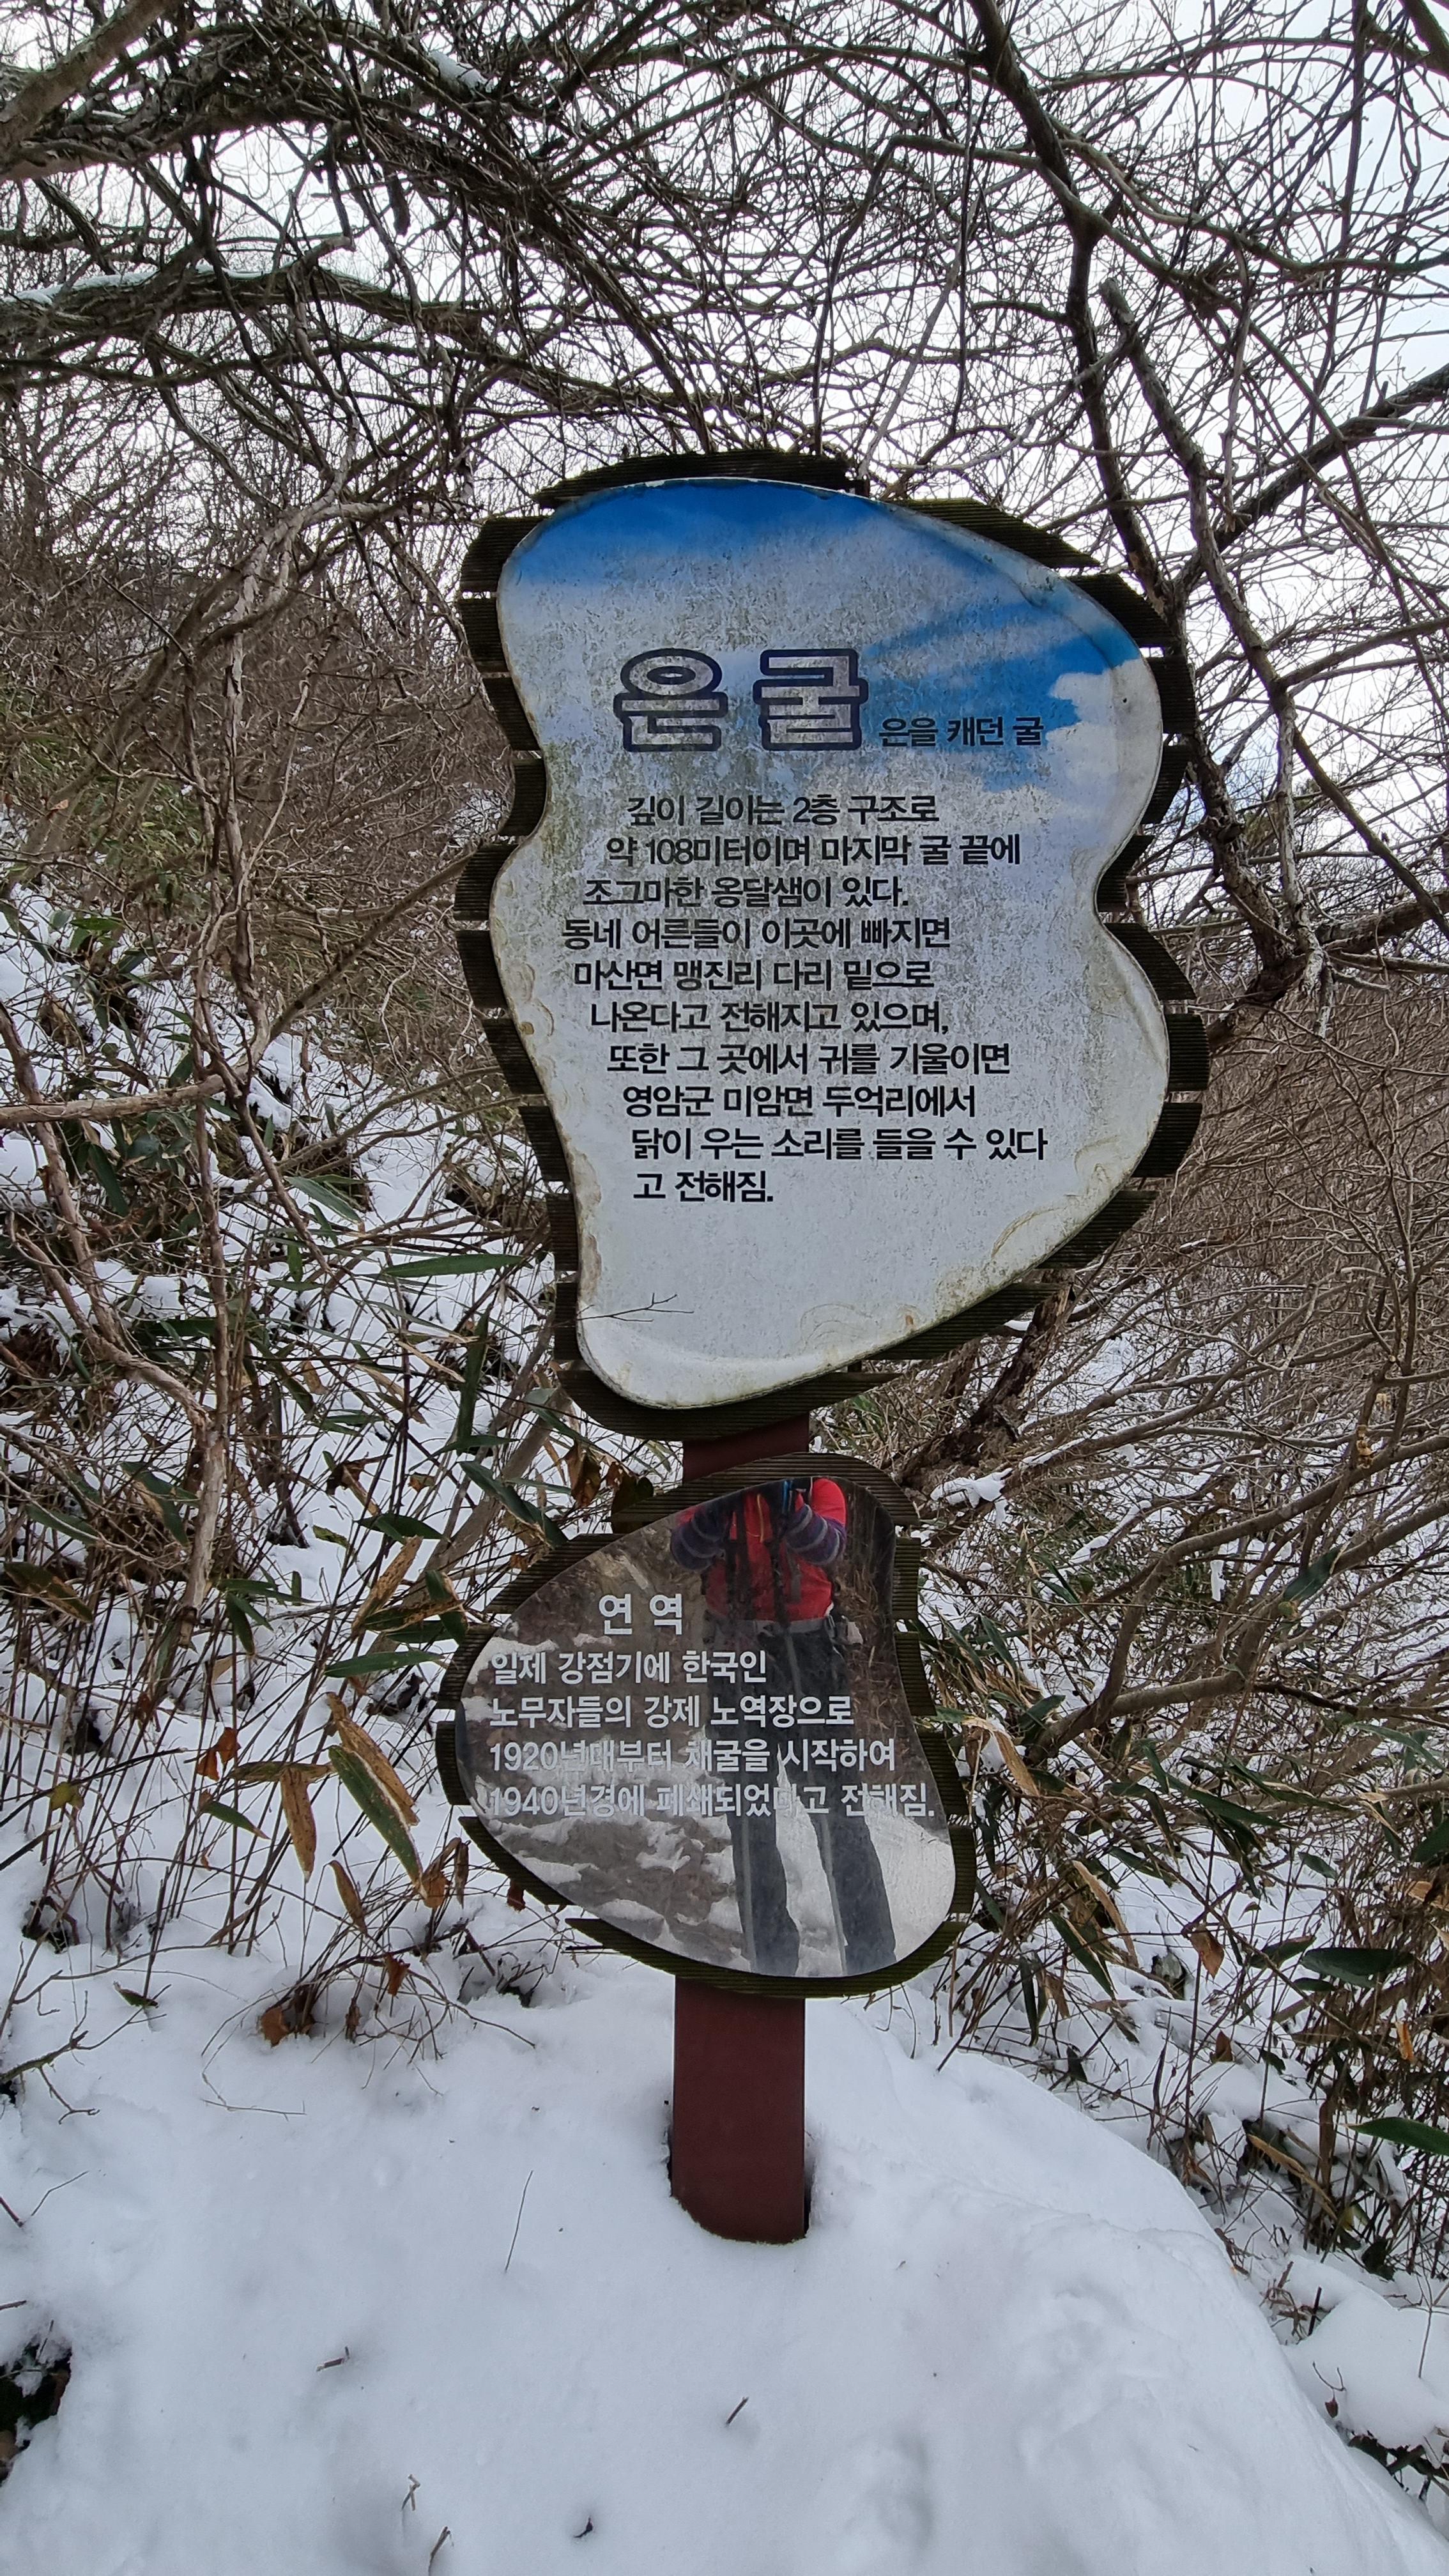 은굴 은을 캐던 굴
깊이 길이는 2층 구조로
약 108미터이며 마지막 굴 끝에
조그마한 옹달샘이 있다.
동네 어른들이 이곳에 빠지면
마산면 맹진리 다리 밑으로
나온다고 전해지고 있으며,
또한 그 곳에서 귀를 기울이면
영암군 미암면 두억리에서
닭이 우는 소리를 들을 수 있다
고 전해짐.
연 역
일제 강점기에 한국인
노무자들의 강제 노역장으로
1920년대부터 채굴을 시작하여
1940년경에 폐쇄되었다고 전해짐.